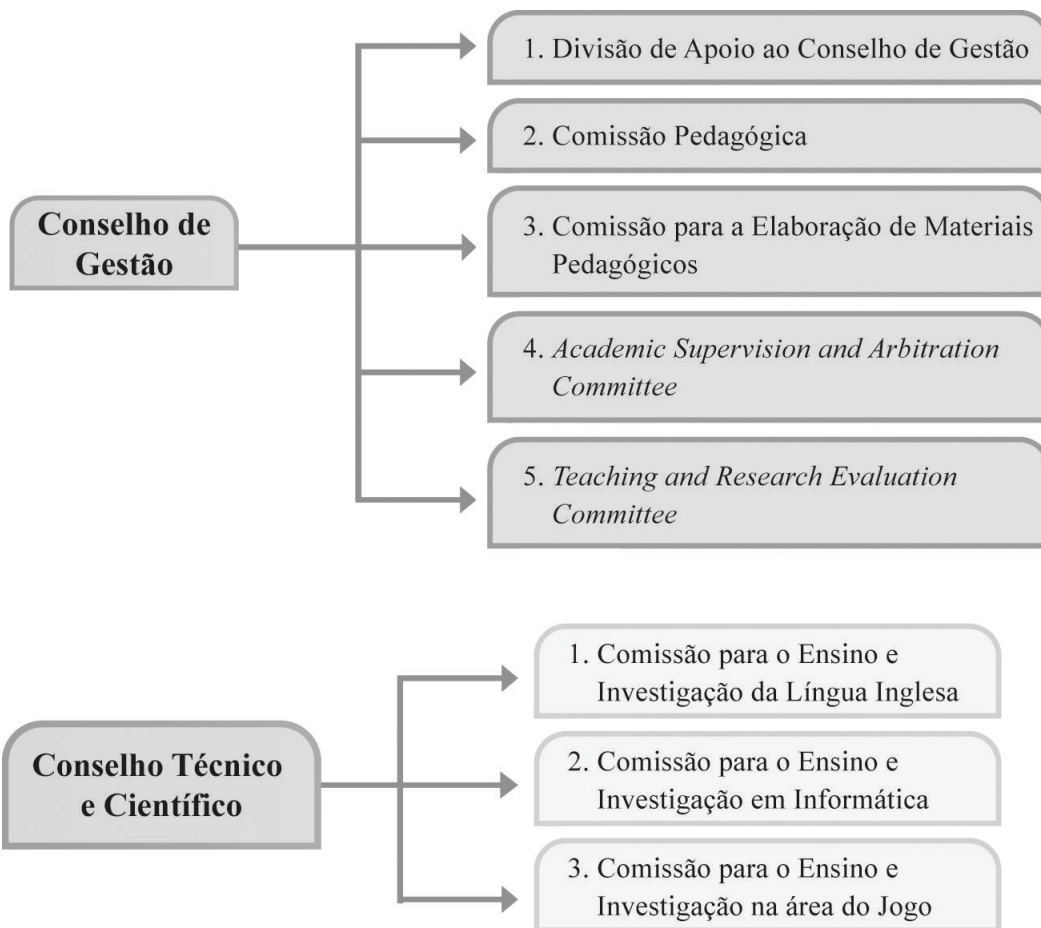 1. Divisão de Apoio ao Conselho de Gestão
2. Comissão Pedagógica
Conselho de
Gestão
3. Comissão para a Elaboração de Materiais
Pedagógicos
4. Academic Supervision and Arbitration
Committee
5. Teaching and Research Evaluation
Committee
1. Comissão para o Ensino e
Investigação da Língua Inglesa
Conselho Técnico
e Científico
2. Comissão para o Ensino e
Investigação em Informática
3. Comissão para o Ensino e
Investigação na área do Jogo